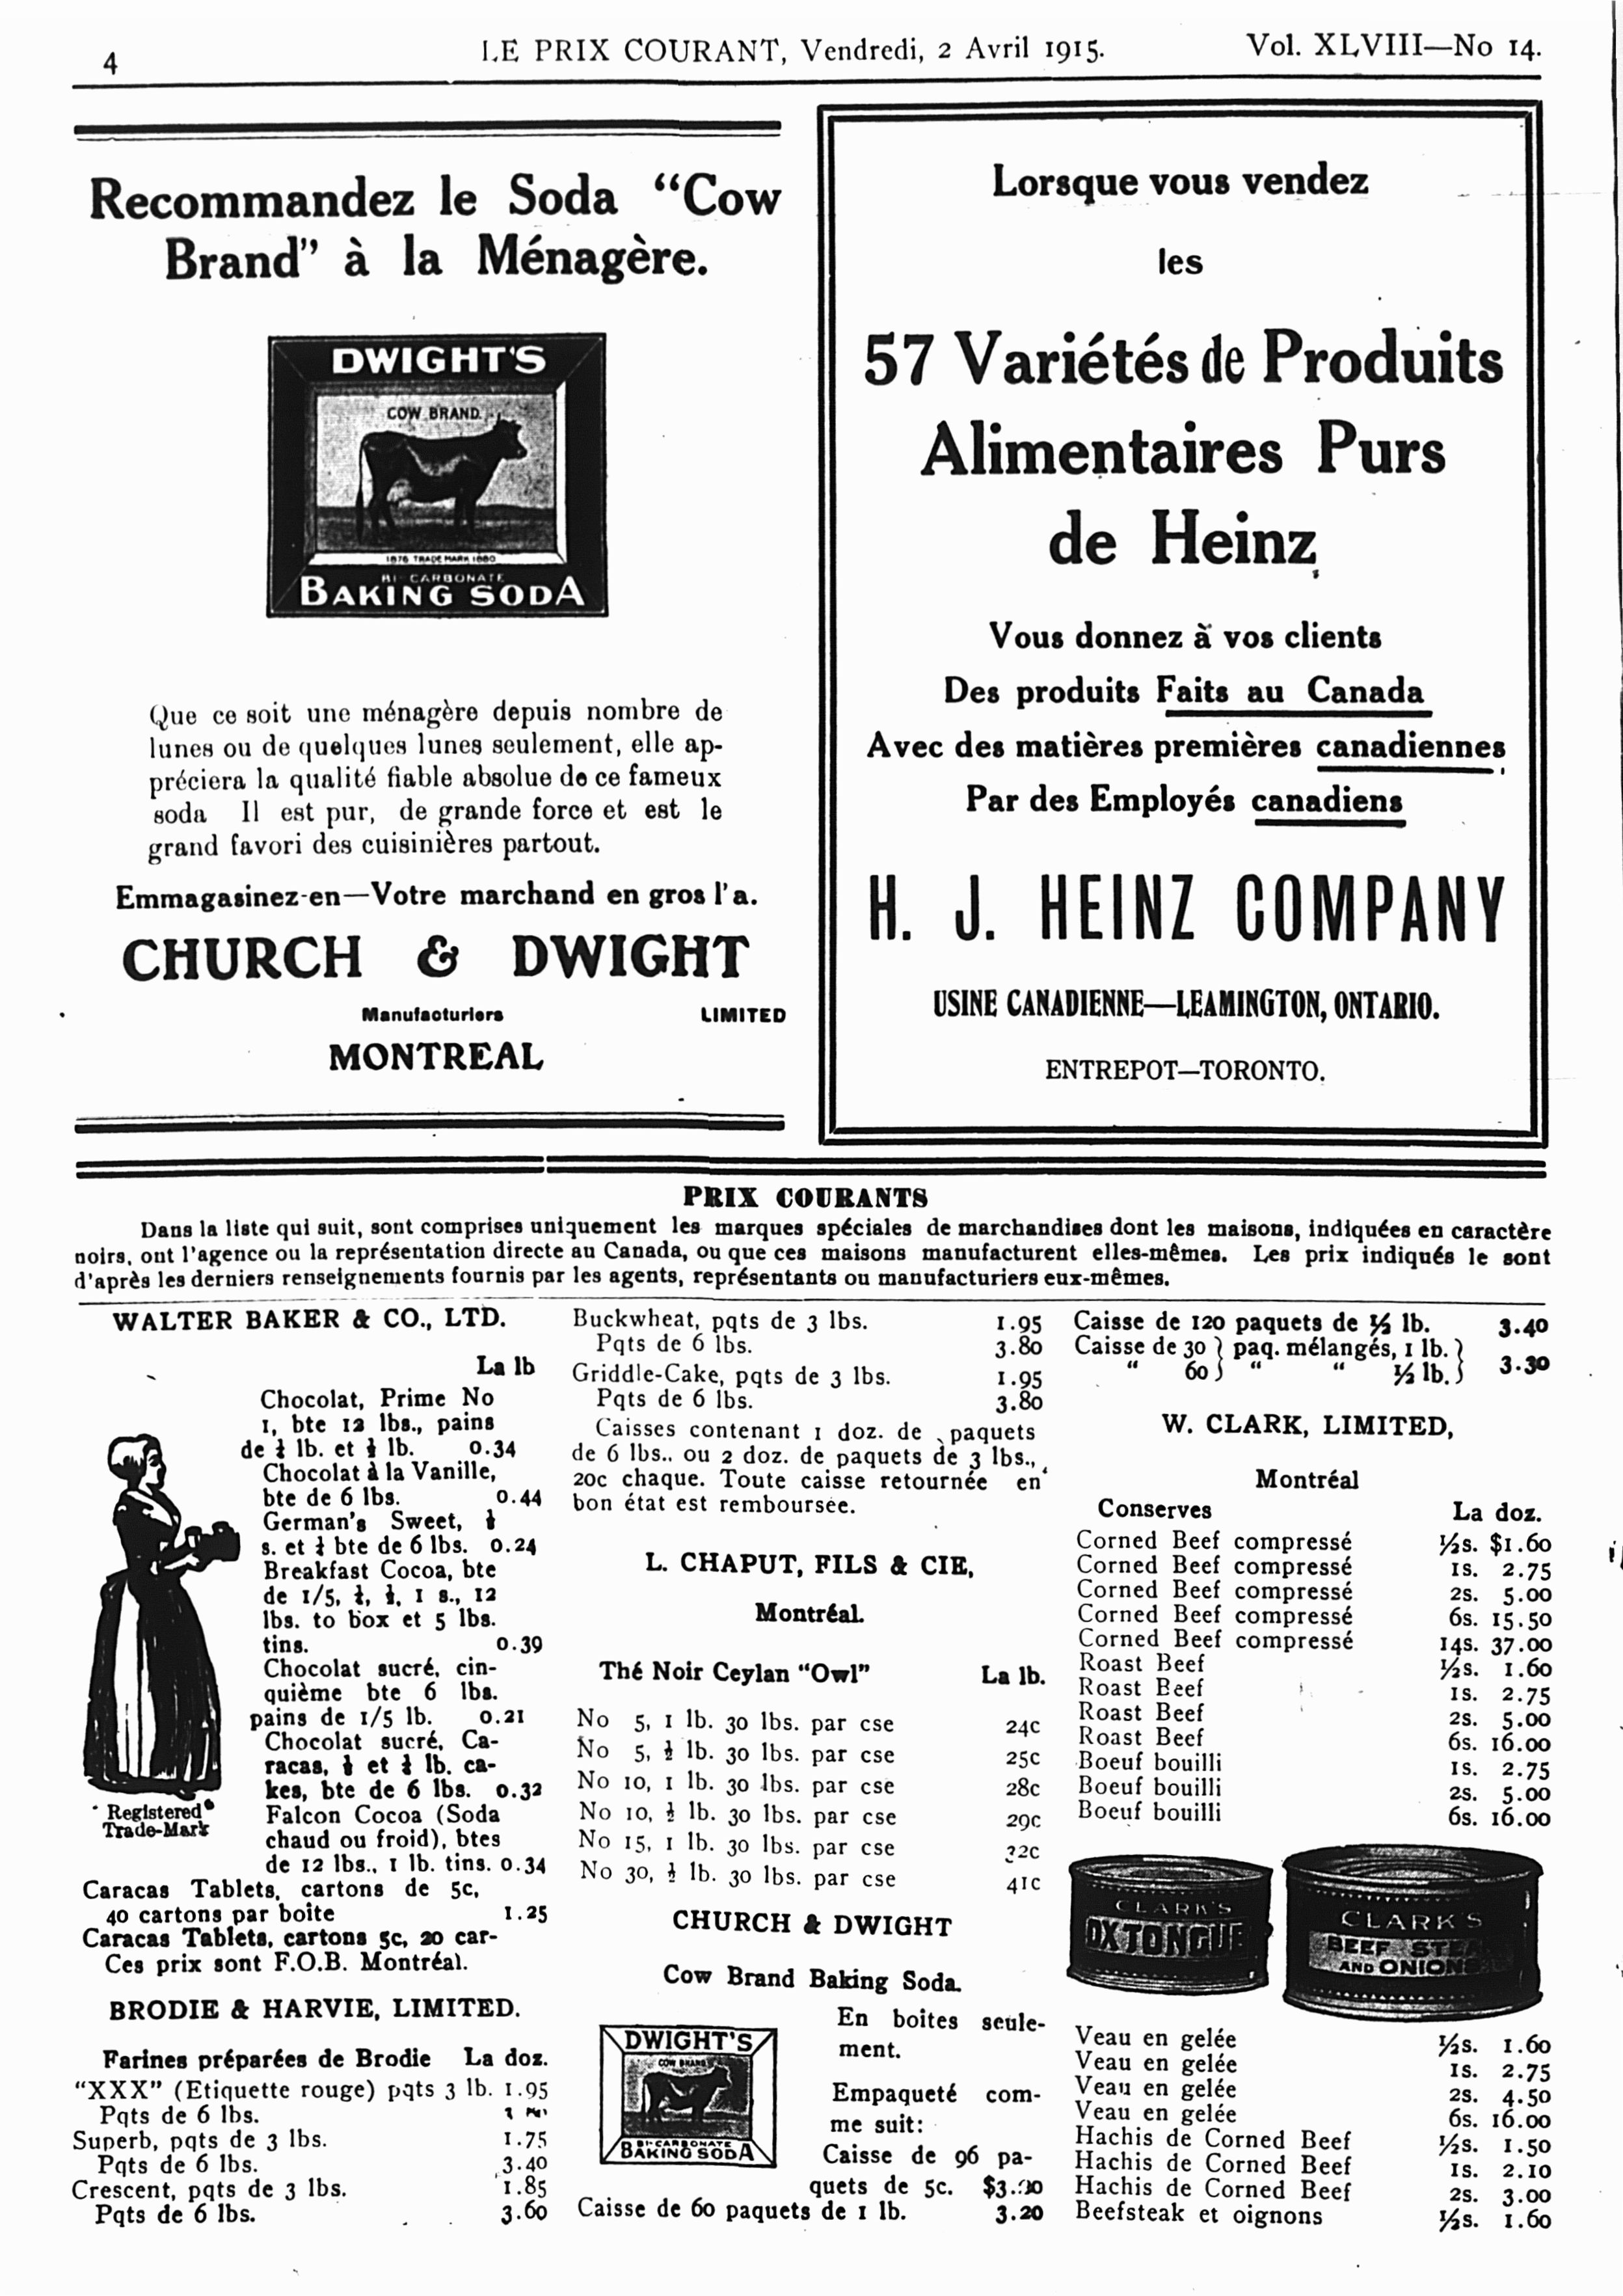 4
LE PRIX COURANT, Vendredi, 2 Avril 1915.
Vol. XLVIII—No 14.
Recommandez le Soda “Cow
Brand” à la Ménagère.
DWIGHT'S
COW BRAND.
1876 TRADE MARK 1880
BI-CARBONATE
BAKING SODA
Que ce soit une ménagère depuis nombre de
lunes ou de quelques lunes seulement, elle ap-
préciera la qualité fiable absolue de ce fameux
soda Il est pur, de grande force et est le
grand favori des cuisinières partout.
Emmagasinez-en—Votre marchand en gros l'a.
CHURCH & DWIGHT
Manufacturiers LIMITED
MONTREAL
Lorsque vous vendez
les
57 Variétés de Produits
Alimentaires Purs
de Heinz
Vous donnez à vos clients
Des produits Faits au Canada
Avec des matières premières canadiennes
Par des Employés canadiens
H. J. HEINZ COMPANY
USINE CANADIENNE—LEAMINGTON, ONTARIO.
ENTREPOT—TORONTO.
PRIX COURANTS
Dans la liste qui suit, sont comprises uniquement les marques spéciales de marchandises dont les maisons, indiquées en caractère
noirs, ont l'agence ou la représentation directe au Canada, ou que ces maisons manufacturent elles-mêmes. Les prix indiqués le sont
d'après les derniers renseignements fournis par les agents, représentants ou manufacturiers eux-mêmes.
WALTER BAKER & CO., LTD.
La lb
Chocolat, Prime No
1, bte 12 lbs., pains
de lb. et lb. 0.34
Chocolat à la Vanille,
bte de 6 lbs. 0.44
German's Sweet,
s. et bte de 6 lbs. 0.24
Breakfast Cocoa, bte
de 1/5, 1 s., 12
lbs. to box et 5 lbs.
tins. 0.39
Chocolat sucré, cin-
quième bte 6 lbs.
pains de 1/5 lb. 0.21
Chocolat sucré, Ca-
racas, et lb. ca-
kes, bte de 6 lbs. 0.32
Falcon Cocoa (Soda
chaud ou froid), btes
de 12 lbs., 1 lb. tins. 0.34
Registered
Trade-Mark
Caracas Tablets, cartons de 5c,
40 cartons par boite 1.25
Caracas Tablets, cartons 5c, 20 car-
Ces prix sont F.O.B. Montréal.
BRODIE & HARVIE, LIMITED.
Farines préparées de Brodie La doz.
“XXX” (Etiquette rouge) pqts 3 lb. 1.95
Pqts de 6 lbs.
Superb, pqts de 3 lbs. 1.75
Pqts de 6 lbs. 3.40
Crescent, pqts de 3 lbs. 1.85
Pqts de 6 lbs. 3.60
Buckwheat, pqts de 3 lbs. 1.95
Pqts de 6 lbs. 3.80
Griddle-Cake, pqts de 3 lbs. 1.95
Pqts de 6 lbs. 3.80
Caisses contenant 1 doz. de paquets
de 6 lbs.. ou 2 doz. de paquets de 3 lbs.,
20c chaque. Toute caisse retournée en
bon état est remboursée.
L. CHAPUT, FILS & CIE,
Montréal.
Thé Noir Ceylan “Owl” La lb.
No 5, 1 lb. 30 lbs. par cse 24c
No 5, ½ lb. 30 lbs. par cse 25c
No 10, 1 lb. 30 lbs. par cse 28c
No 10, ½ lb. 30 lbs. par cse 29c
No 15, 1 lb. 30 lbs. par cse 32c
No 30, ½ lb. 30 lbs. par cse 41c
CHURCH & DWIGHT
Cow Brand Baking Soda.
DWIGHT'S
COW BRAND
BI-CARBONATE
BAKING SODA
En boites seule-
ment.
Empaqueté com-
me suit:
Caisse de 96 pa-
quets de 5c.
Caisse de 60 paquets de 1 lb. 3.20
Caisse de 120 paquets de ½ lb. 3.40
Caisse de 30 } paq. mélangés, 1 lb. }
“ 60 } “ “ ½ lb. } 3.30
W. CLARK, LIMITED,
Montréal
Conserves La doz.
Corned Beef compressé ½s. $1.60
Corned Beef compressé 1s. 2.75
Corned Beef compressé 2s. 5.00
Corned Beef compressé 6s. 15.50
Corned Beef compressé 14s. 37.00
Roast Beef ½s. 1.60
Roast Beef 1s. 2.75
Roast Beef 2s. 5.00
Roast Beef 6s. 16.00
Boeuf bouilli 1s. 2.75
Boeuf bouilli 2s. 5.00
Boeuf bouilli 6s. 16.00
CLARK'S
OX TONGUE
CLARK'S
BEEF STEAK
AND ONIONS
Veau en gelée ½s. 1.60
Veau en gelée 1s. 2.75
Veau en gelée 2s. 4.50
Veau en gelée 6s. 16.00
Hachis de Corned Beef ½s. 1.50
Hachis de Corned Beef 1s. 2.10
Hachis de Corned Beef 2s. 3.00
Beefsteak et oignons ½s. 1.60